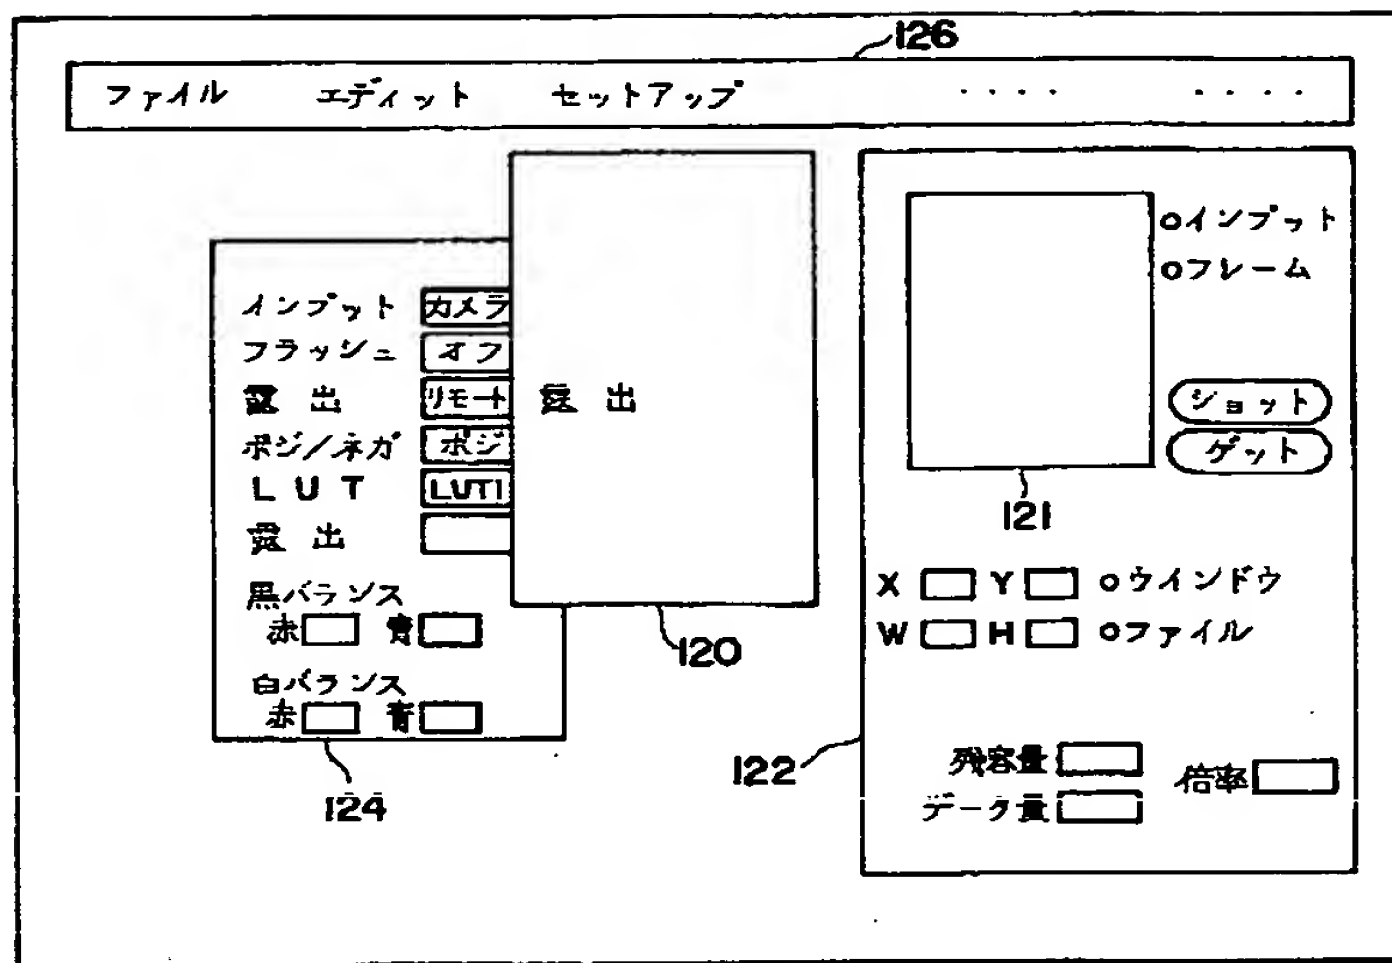 126
ファイル エディット セットアップ ‥‥ ‥‥
インプット カメラ
フラッシュ オフ
露出 リモート
ポジ/ネガ ポジ
LUT LUT1
露出
黒バランス
赤 青
白バランス
赤 青
124
露出
120
インプット
フレーム
ショット
ゲット
121
X Y ウインドウ
W H ファイル
122
残容量
データ量
倍率